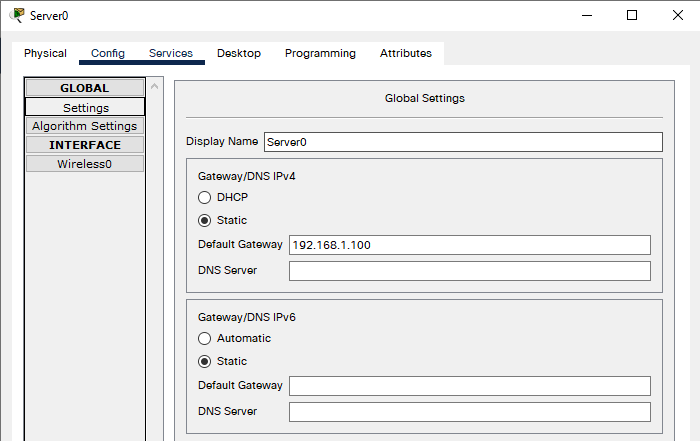 Server0
Physical Config Services Desktop Programming Attributes
GLOBAL
Settings
Algorithm Settings
INTERFACE
Wireless0
Global Settings
Display Name Server0
Gateway/DNS IPv4
DHCP
Static
Default Gateway 192.168.1.100
DNS Server
Gateway/DNS IPv6
Automatic
Static
Default Gateway
DNS Server